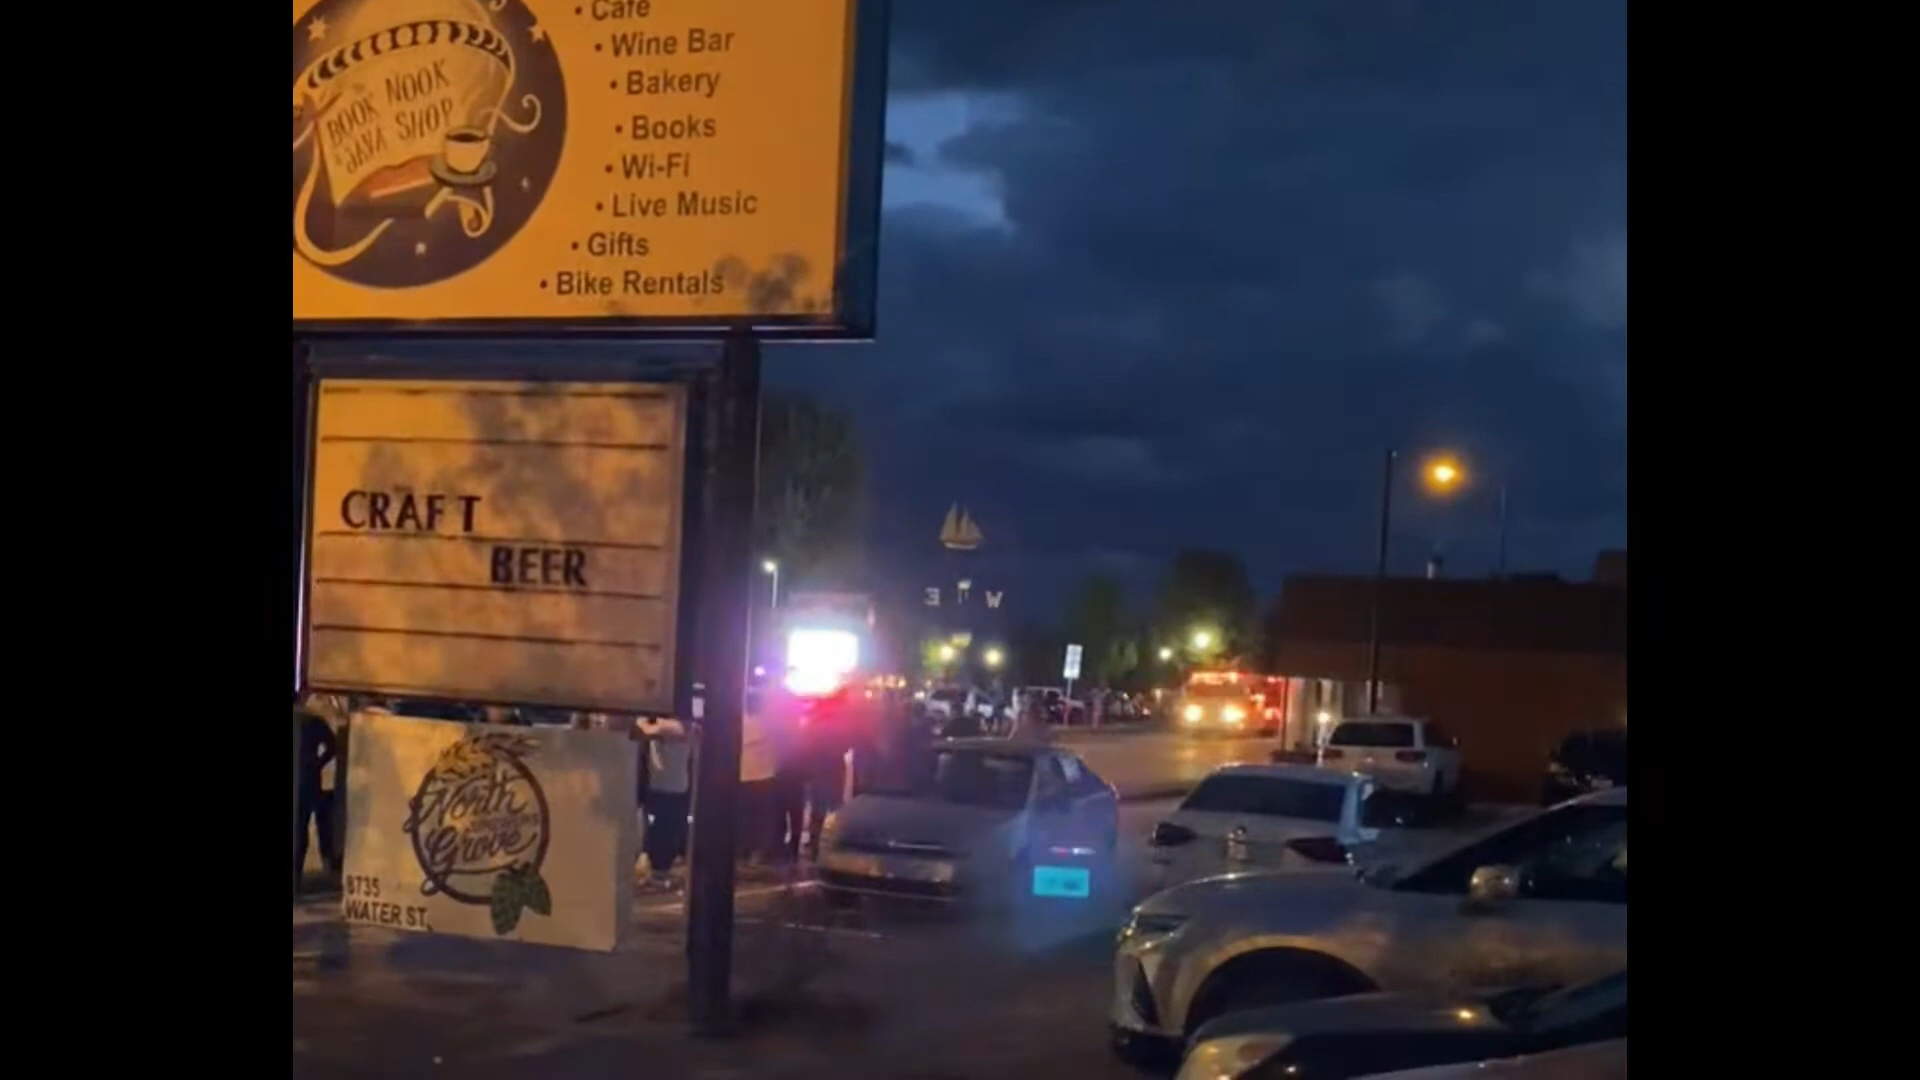 • Cafe
• Wine Bar
• Bakery
• Books
• Wi-Fi
• Live Music
• Gifts
• Bike Rentals
BOOK NOOK
JAVA SHOP
CRAFT
BEER
North
Grove
8735
WATER ST.
E W